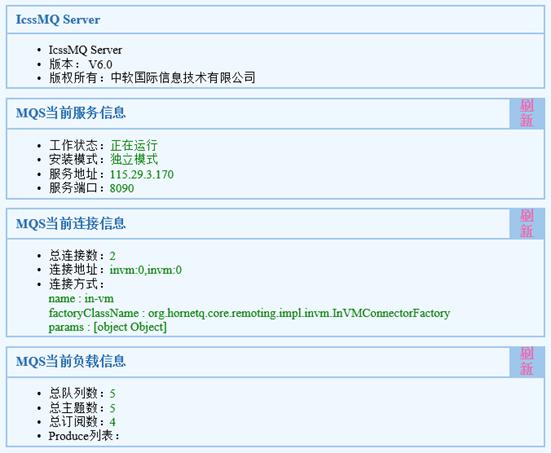 IcssMQ Server
IcssMQ Server
版本： V6.0
版权所有：中软国际信息技术有限公司
MQS当前服务信息
刷新
工作状态：正在运行
安装模式：独立模式
服务地址：115.29.3.170
服务端口：8090
MQS当前连接信息
刷新
总连接数：2
连接地址：invm:0,invm:0
连接方式：
name : in-vm
factoryClassName : org.hornetq.core.remoting.impl.invm.InVMConnectorFactory
params : [object Object]
MQS当前负载信息
刷新
总队列数：5
总主题数：5
总订阅数：4
Produce列表：